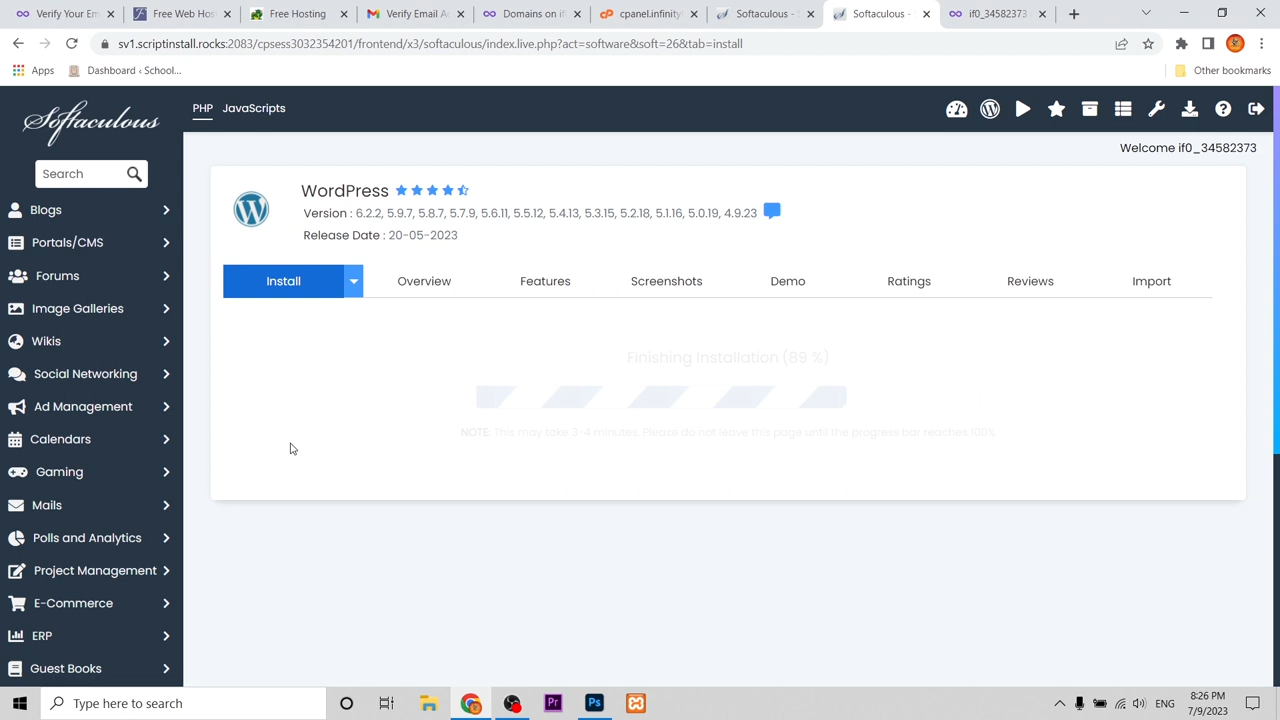 Verify Your Em
Free Web Hos
Free Hosting
Verify Email A
Domains on if
cpanel.infinity
Softaculous -
Softaculous -
if0_34582373
sv1.scriptinstall.rocks:2083/cpsess3032354201/frontend/x3/softaculous/index.live.php?act=software&soft=26&tab=install
Apps
Dashboard ‹ School...
Other bookmarks
Softaculous
PHP
JavaScripts
Welcome if0_34582373
Search
Blogs
Portals/CMS
Forums
Image Galleries
Wikis
Social Networking
Ad Management
Calendars
Gaming
Mails
Polls and Analytics
Project Management
E-Commerce
ERP
Guest Books
WordPress
Version : 6.2.2, 5.9.7, 5.8.7, 5.7.9, 5.6.11, 5.5.12, 5.4.13, 5.3.15, 5.2.18, 5.1.16, 5.0.19, 4.9.23
Release Date : 20-05-2023
Install
Overview
Features
Screenshots
Demo
Ratings
Reviews
Import
Finishing Installation (89 %)
NOTE: This may take 3-4 minutes. Please do not leave this page until the progress bar reaches 100%
Type here to search
Pr
Ps
ENG
8:26 PM
7/9/2023